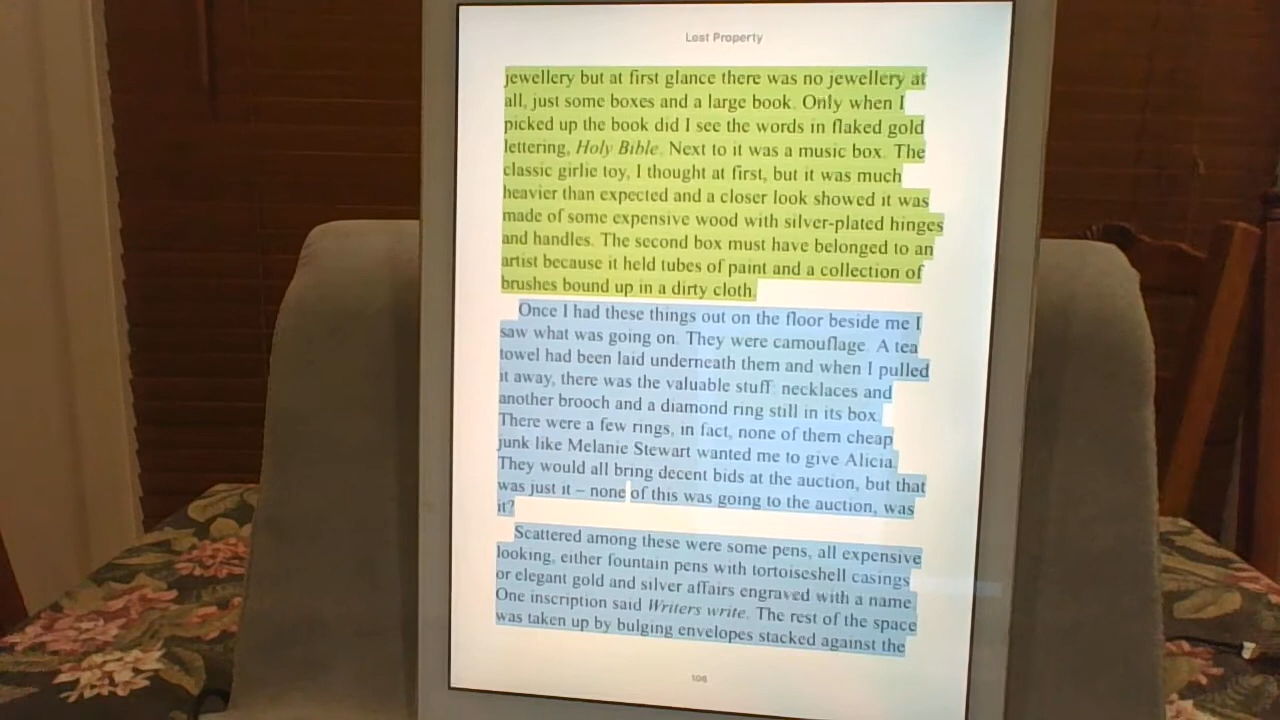 Lost Property
jewellery but at first glance there was no jewellery at
all, just some boxes and a large book. Only when I
picked up the book did I see the words in flaked gold
lettering, Holy Bible. Next to it was a music box. The
classic girlie toy, I thought at first, but it was much
heavier than expected and a closer look showed it was
made of some expensive wood with silver-plated hinges
and handles. The second box must have belonged to an
artist because it held tubes of paint and a collection of
brushes bound up in a dirty cloth.
Once I had these things out on the floor beside me I
saw what was going on. They were camouflage. A tea
towel had been laid underneath them and when I pulled
it away, there was the valuable stuff: necklaces and
another brooch and a diamond ring still in its box.
There were a few rings, in fact, none of them cheap
junk like Melanie Stewart wanted me to give Alicia.
They would all bring decent bids at the auction, but that
was just it – none of this was going to the auction, was
it?
Scattered among these were some pens, all expensive
looking, either fountain pens with tortoiseshell casings
or elegant gold and silver affairs engraved with a name.
One inscription said Writers write. The rest of the space
was taken up by bulging envelopes stacked against the
106